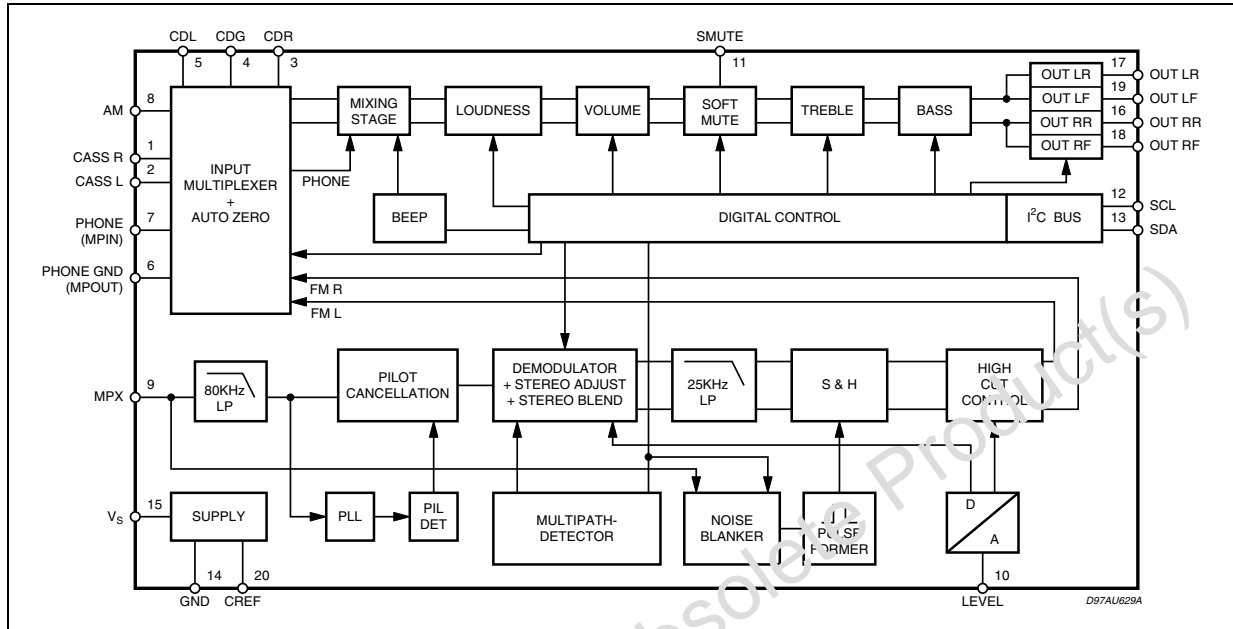 CDL CDG CDR SMUTE
5 4 3 11 17
OUT LR OUT LR
AM 8 19
MIXING STAGE LOUDNESS VOLUME SOFT MUTE TREBLE BASS OUT LF OUT LF
16
OUT RR OUT RR
CASS R 1 18
OUT RF OUT RF
CASS L 2
INPUT MULTIPLEXER + AUTO ZERO
PHONE
12
BEEP DIGITAL CONTROL I²C BUS SCL
PHONE (MPIN) 7 13 SDA
PHONE GND (MPOUT) 6
FM R
FM L
MPX 9
80KHz LP
PILOT CANCELLATION
DEMODULATOR + STEREO ADJUST + STEREO BLEND
25KHz LP
S & H
HIGH CUT CONTROL
VS 15
SUPPLY
PLL
PIL DET
MULTIPATH-DETECTOR
NOISE BLANKER
PULSE FORMER
D
A
14 20 10
GND CREF LEVEL
D97AU629A
Obsolete Product(s)